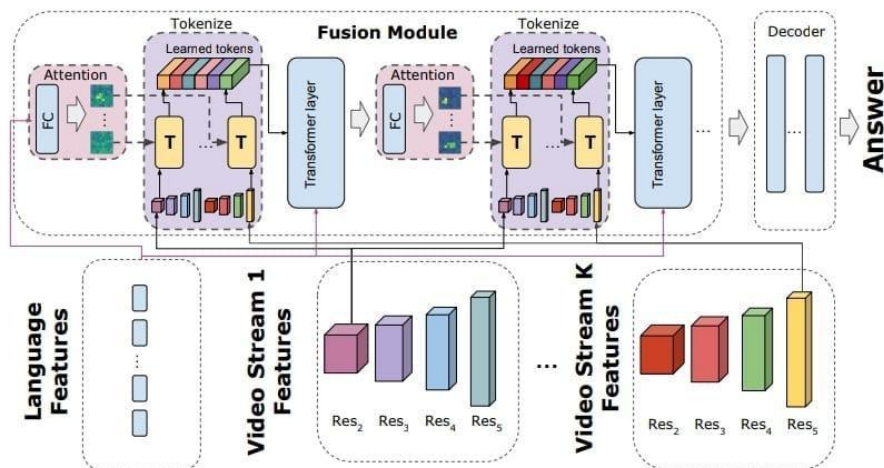 Tokenize
Fusion Module
Tokenize
Decoder
Learned tokens
Learned tokens
Attention
Attention
FC
FC
T
...
T
T
...
T
Transformer layer
Transformer layer
...
...
Answer
Language
Features
Video Stream 1
Features
Video Stream K
Features
...
Res2
Res3
Res4
Res5
Res2
Res3
Res4
Res5